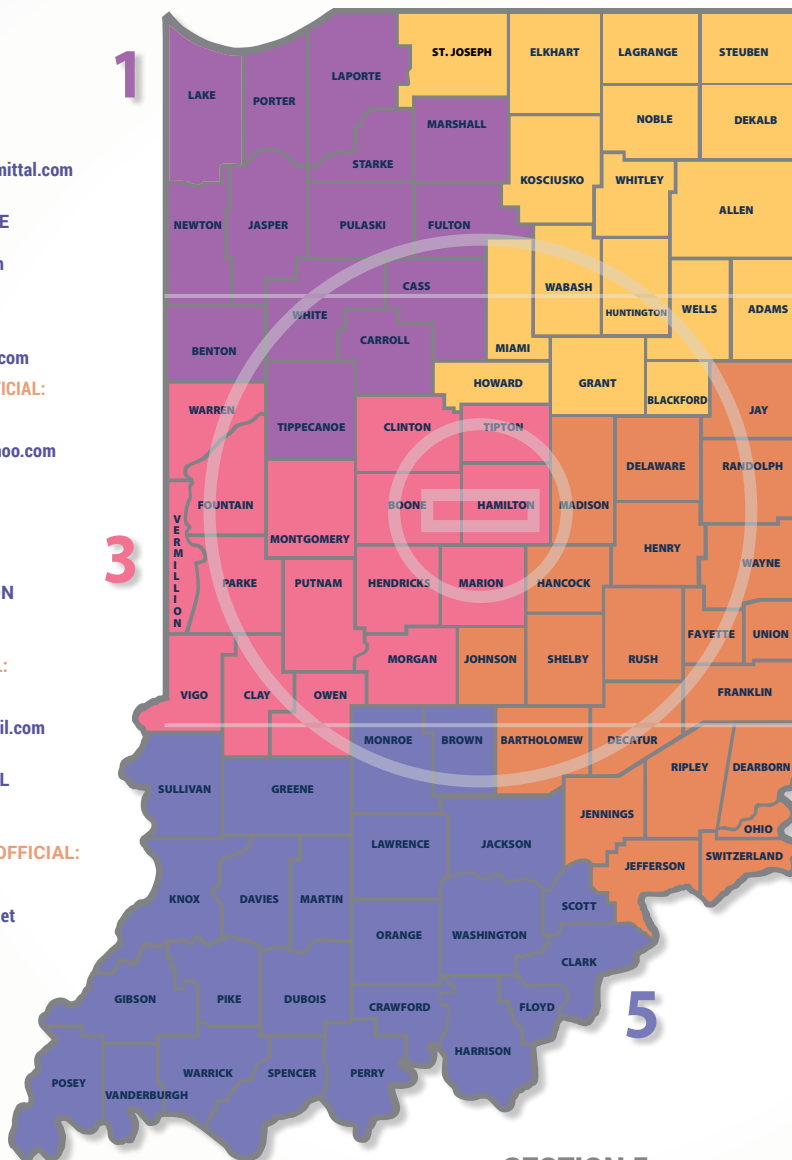 1
ST. JOSEPH
ELKHART
LAGRANGE
STEUBEN
LAPORTE
LAKE
PORTER
MARSHALL
NOBLE
DEKALB
STARKE
mittal.com
KOSCIUSKO
WHITLEY
ALLEN
E
NEWTON
JASPER
PULASKI
FULTON
CASS
WABASH
WHITE
HUNTINGTON
WELLS
ADAMS
CARROLL
BENTON
MIAMI
com
ICIAL:
HOWARD
GRANT
BLACKFORD
WARREN
JAY
TIPPECANOE
CLINTON
TIPTON
oo.com
DELAWARE
RANDOLPH
FOUNTAIN
BOONE
HAMILTON
MADISON
VERMILLION
MONTGOMERY
HENRY
3
WAYNE
PARKE
PUTNAM
HENDRICKS
MARION
HANCOCK
ON
FAYETTE
UNION
MORGAN
JOHNSON
SHELBY
RUSH
L:
VIGO
CLAY
OWEN
FRANKLIN
il.com
MONROE
BROWN
BARTHOLOMEW
DECATUR
RIPLEY
DEARBORN
L
SULLIVAN
GREENE
JENNINGS
OHIO
LAWRENCE
JACKSON
OFFICIAL:
SWITZERLAND
JEFFERSON
KNOX
DAVIES
MARTIN
SCOTT
et
ORANGE
WASHINGTON
CLARK
GIBSON
PIKE
DUBOIS
CRAWFORD
FLOYD
5
HARRISON
POSEY
WARRICK
SPENCER
PERRY
VANDERBURGH
SECTION 5